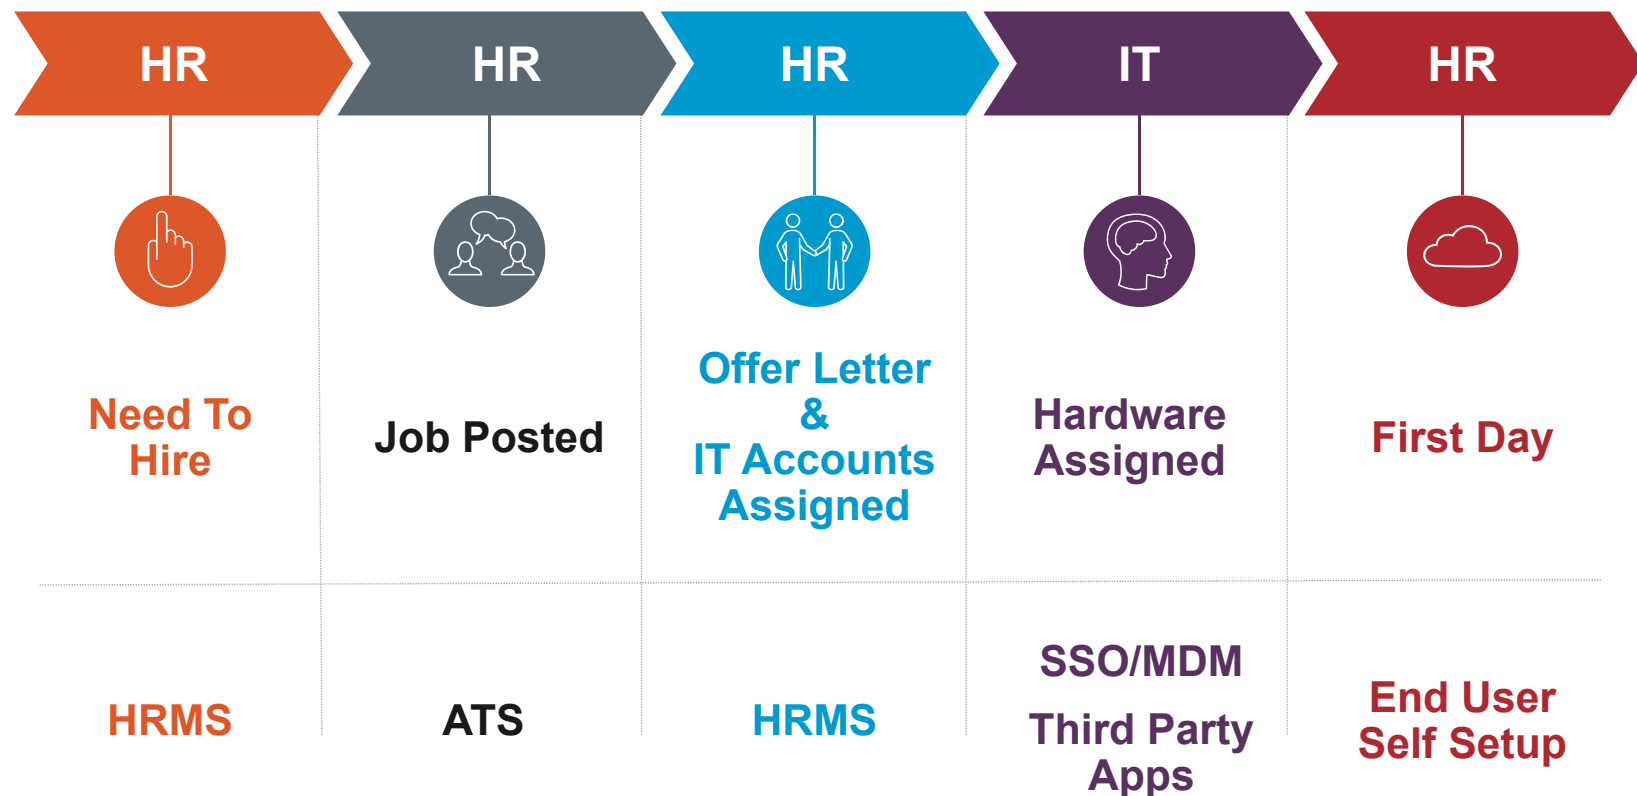 HR
HR
HR
IT
HR
Need To
Hire
Job Posted
Offer Letter
&
IT Accounts
Assigned
Hardware
Assigned
First Day
HRMS
ATS
HRMS
SSO/MDM
Third Party
Apps
End User
Self Setup